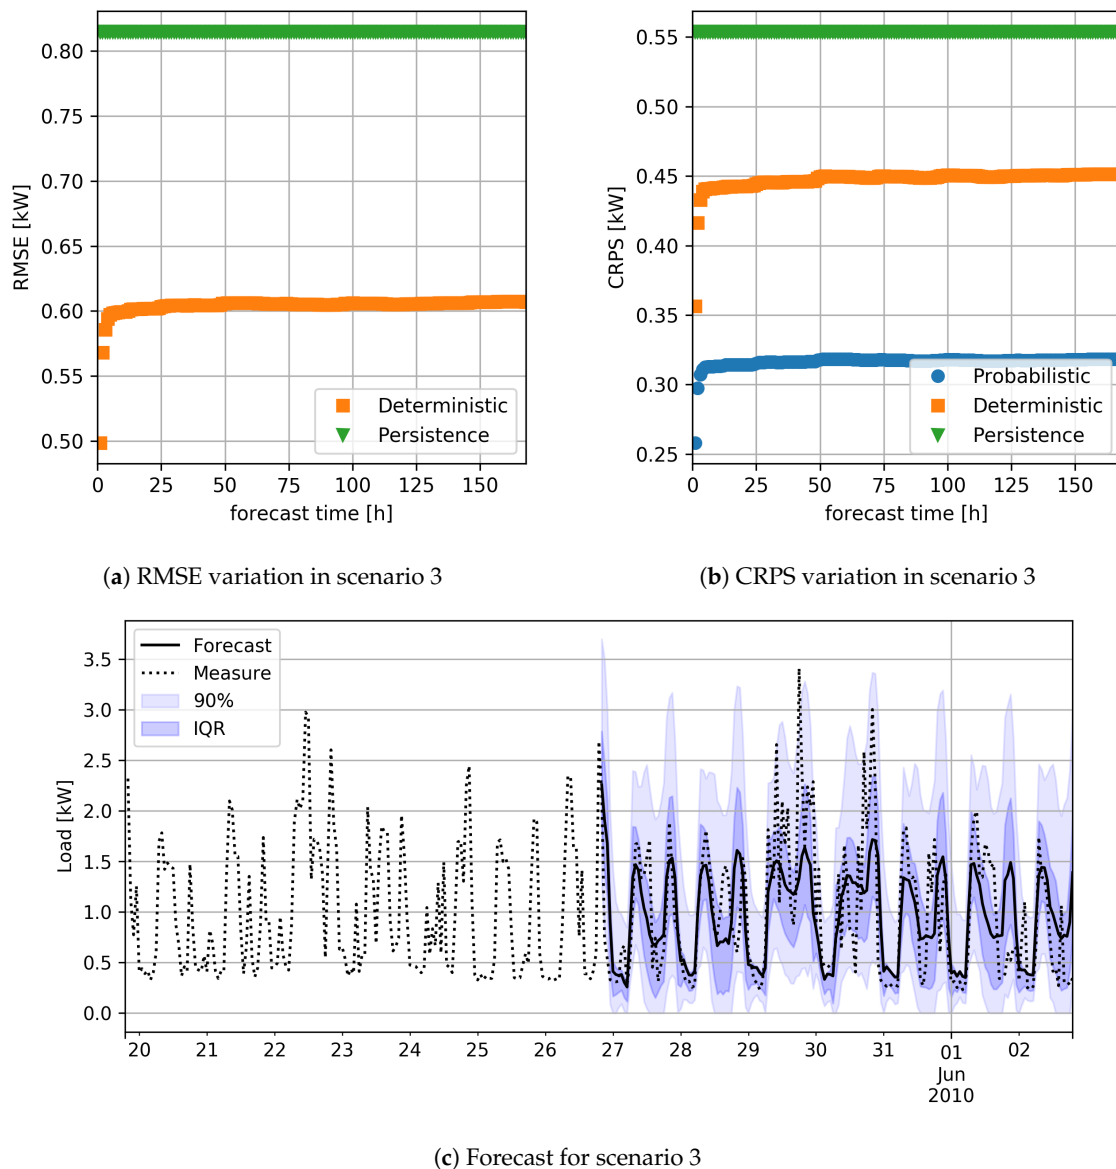 0.80
0.75
0.70
0.65
0.60
0.55
0.50
RMSE [kW]
0 25 50 75 100 125 150
forecast time [h]
Deterministic
Persistence
(a) RMSE variation in scenario 3
0.55
0.50
0.45
0.40
0.35
0.30
0.25
CRPS [kW]
0 25 50 75 100 125 150
forecast time [h]
Probabilistic
Deterministic
Persistence
(b) CRPS variation in scenario 3
3.5
3.0
2.5
2.0
1.5
1.0
0.5
0.0
Load [kW]
Forecast
Measure
90%
IQR
20 21 22 23 24 25 26 27 28 29 30 31 01 02
Jun
2010
(c) Forecast for scenario 3